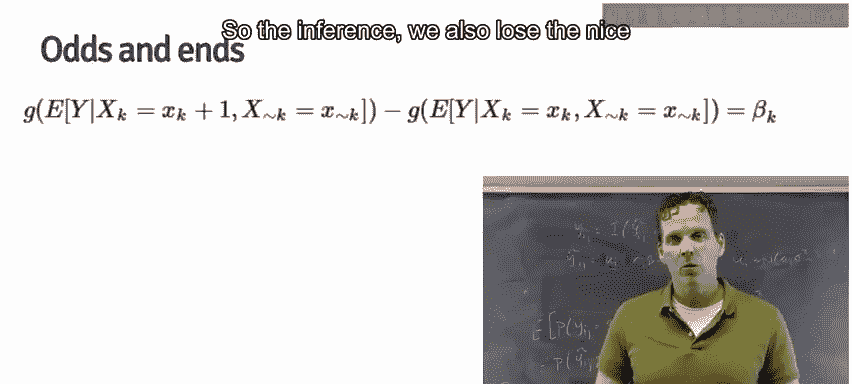 So the inference, we also lose the nice
Odds and ends
g(E[Y|X_k = x_k + 1, X_{∼k} = x_{∼k}]) − g(E[Y|X_k = x_k, X_{∼k} = x_{∼k}]) = β_k